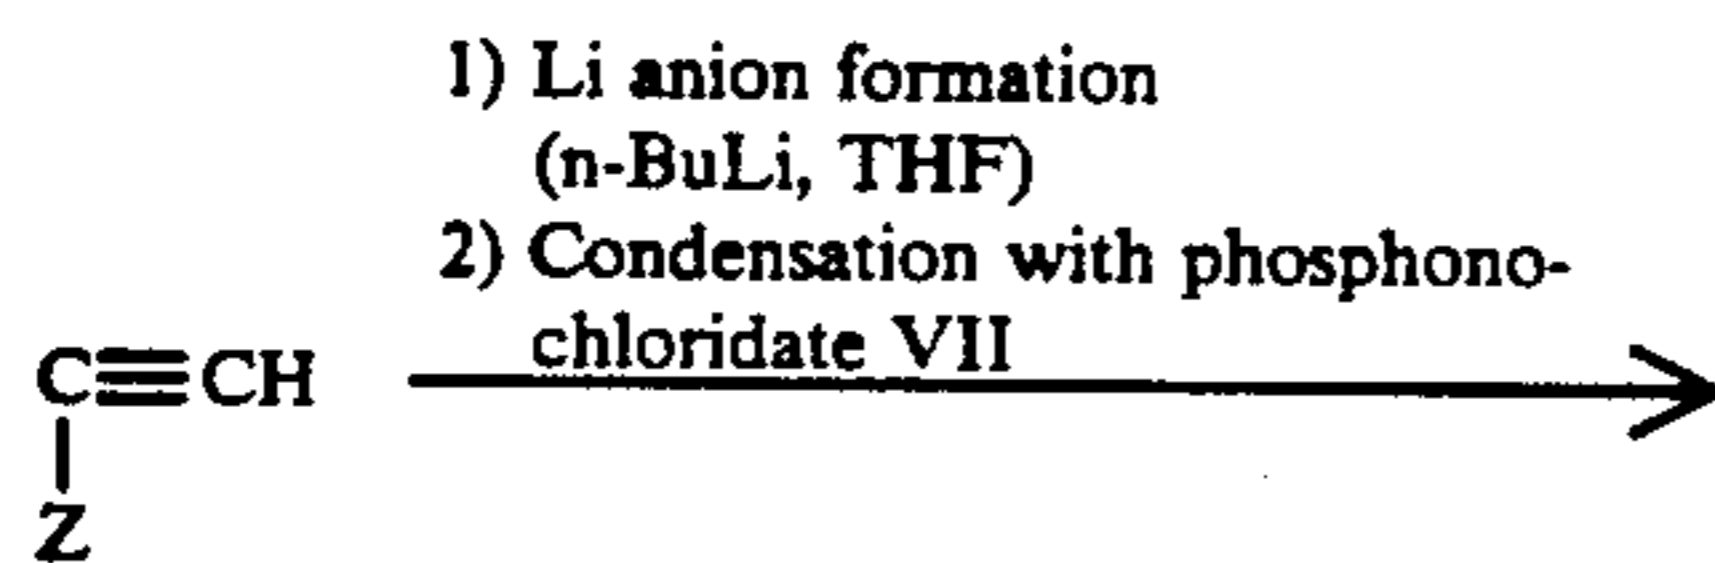 1) Li anion formation
(n-BuLi, THF)
2) Condensation with phosphono-
chloridate VII
C≡CH
Z